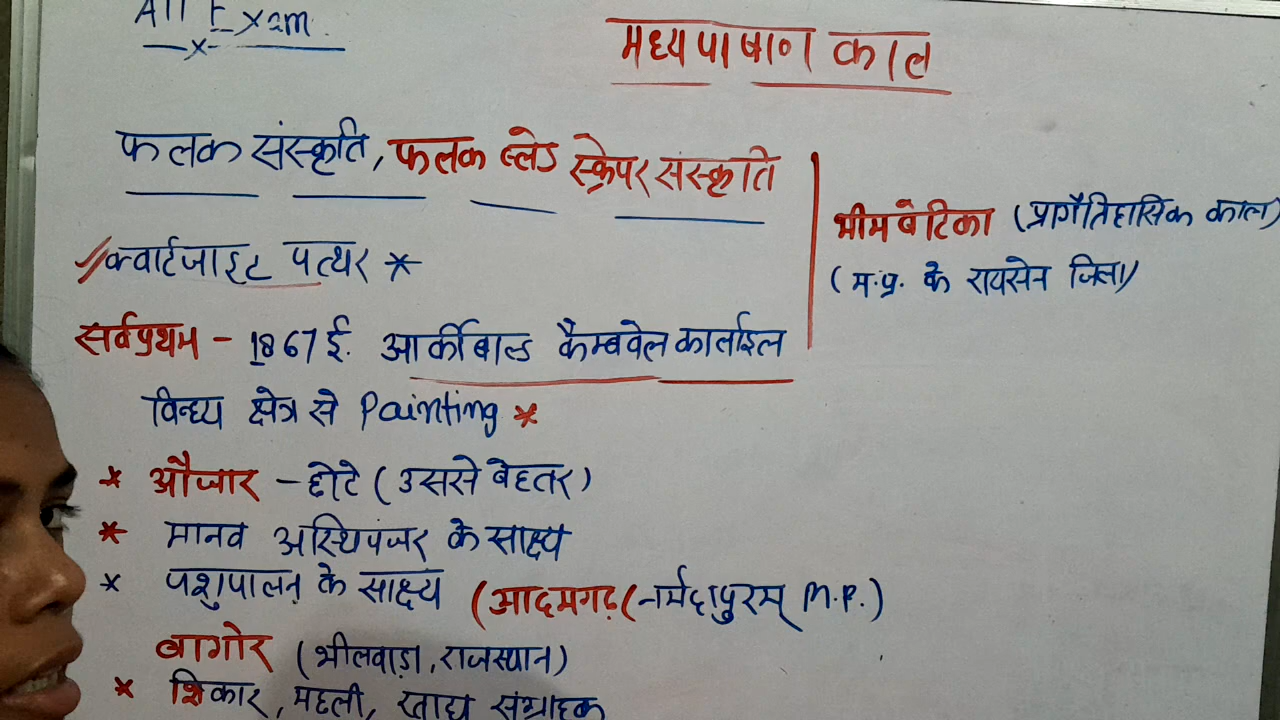 All Exam.
मध्यपाषाण काल
फलक संस्कृति, फलक ब्लेड स्क्रेपर संस्कृति
क्वार्टजाइट पत्थर *
सर्वप्रथम - 1867 ई. आर्कीबाल्ड कैम्बवेल कार्लाइल
विन्ध्य क्षेत्र से Painting *
* औजार - छोटे (उससे बेहतर)
* मानव अस्थिपंजर के साक्ष्य
* पशुपालन के साक्ष्य (आदमगढ़ (नर्मदापुरम् M.P.)
बागोर (भीलवाड़ा, राजस्थान)
* शिकार, मछली, खाद्य संग्राहक
भीमबेटिका (प्रागैतिहासिक काल)
(म.प्र. के रायसेन जिला)